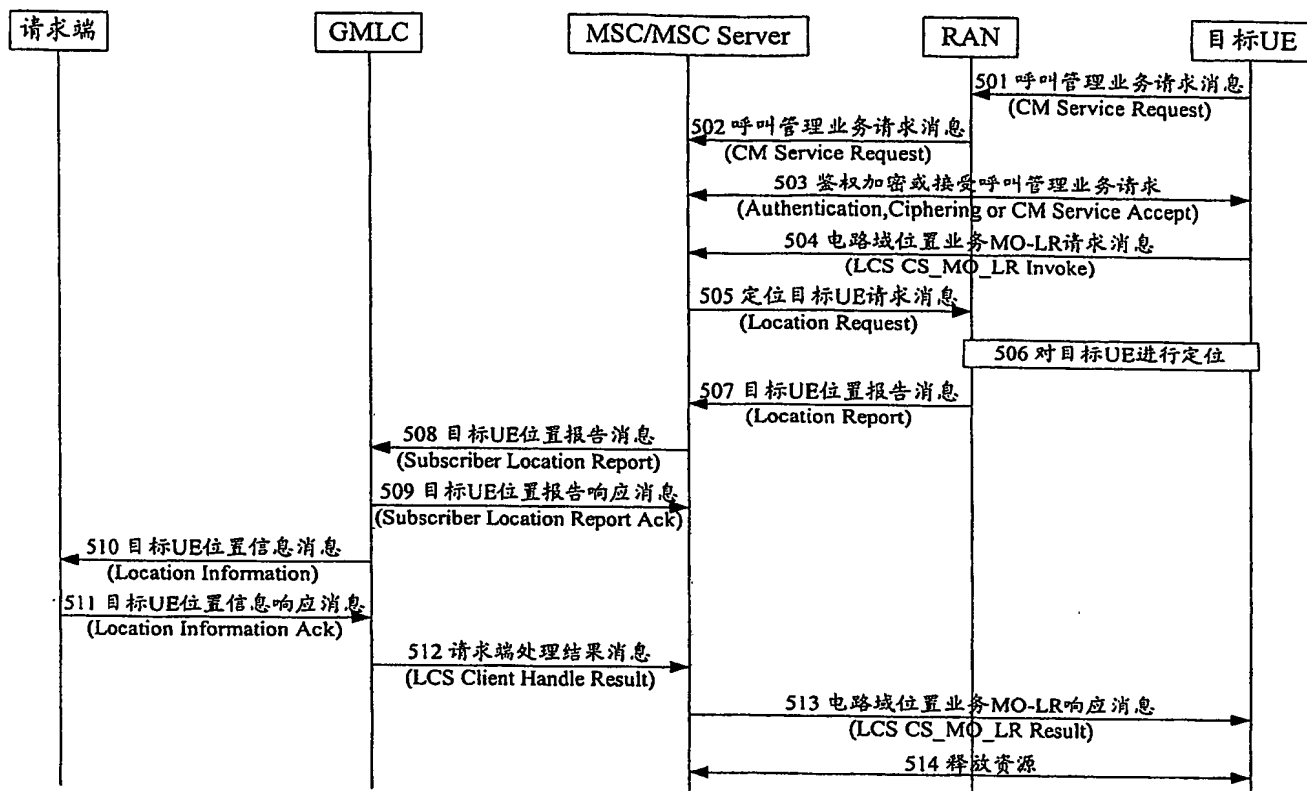 请求端
GMLC
MSC/MSC Server
RAN
目标UE
501 呼叫管理业务请求消息
(CM Service Request)
502 呼叫管理业务请求消息
(CM Service Request)
503 鉴权加密或接受呼叫管理业务请求
(Authentication,Ciphering or CM Service Accept)
504 电路域位置业务MO-LR请求消息
(LCS CS_MO_LR Invoke)
505 定位目标UE请求消息
(Location Request)
506 对目标UE进行定位
507 目标UE位置报告消息
(Location Report)
508 目标UE位置报告消息
(Subscriber Location Report)
509 目标UE位置报告响应消息
(Subscriber Location Report Ack)
510 目标UE位置信息消息
(Location Information)
511 目标UE位置信息响应消息
(Location Information Ack)
512 请求端处理结果消息
(LCS Client Handle Result)
513 电路域位置业务MO-LR响应消息
(LCS CS_MO_LR Result)
514 释放资源